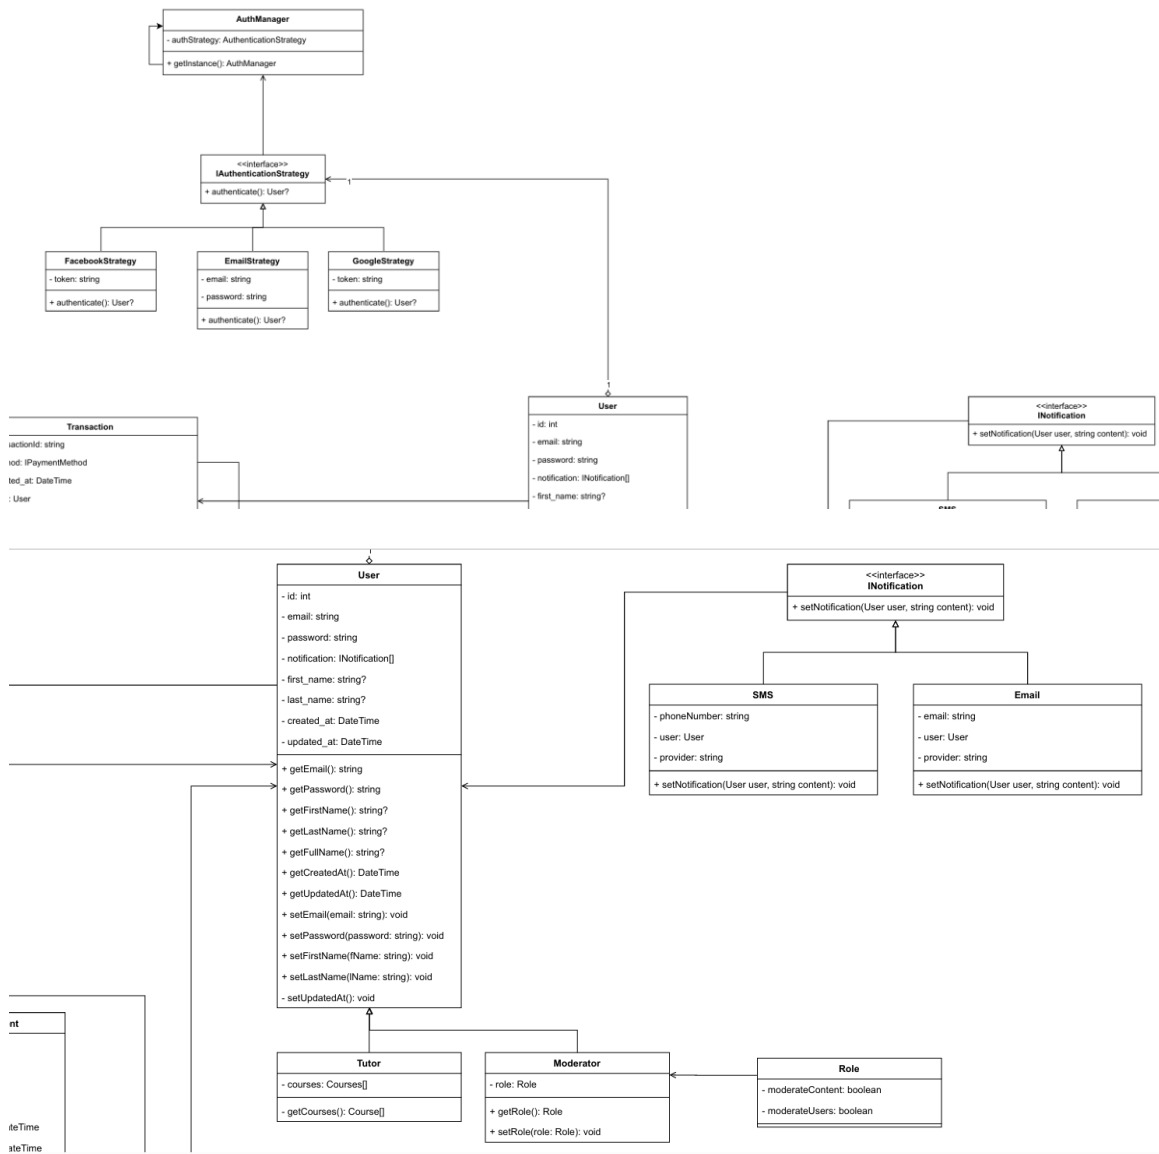 AuthManager
- authStrategy: AuthenticationStrategy
+ getInstance(): AuthManager
<<interface>>
IAuthenticationStrategy
+ authenticate(): User?
1
FacebookStrategy
- token: string
+ authenticate(): User?
EmailStrategy
- email: string
- password: string
+ authenticate(): User?
GoogleStrategy
- token: string
+ authenticate(): User?
1
Transaction
sactionId: string
nod: IPaymentMethod
ted_at: DateTime
: User
User
- id: int
- email: string
- password: string
- notification: INotification[]
- first_name: string?
<<interface>>
INotification
+ setNotification(User user, string content): void
SMS
User
- id: int
- email: string
- password: string
- notification: INotification[]
- first_name: string?
- last_name: string?
- created_at: DateTime
- updated_at: DateTime
+ getEmail(): string
+ getPassword(): string
+ getFirstName(): string?
+ getLastName(): string?
+ getFullName(): string?
+ getCreatedAt(): DateTime
+ getUpdatedAt(): DateTime
+ setEmail(email: string): void
+ setPassword(password: string): void
+ setFirstName(fName: string): void
+ setLastName(lName: string): void
- setUpdatedAt(): void
<<interface>>
INotification
+ setNotification(User user, string content): void
SMS
- phoneNumber: string
- user: User
- provider: string
+ setNotification(User user, string content): void
Email
- email: string
- user: User
- provider: string
+ setNotification(User user, string content): void
nt
ateTime
ateTime
Tutor
- courses: Courses[]
- getCourses(): Course[]
Moderator
- role: Role
+ getRole(): Role
+ setRole(role: Role): void
Role
- moderateContent: boolean
- moderateUsers: boolean